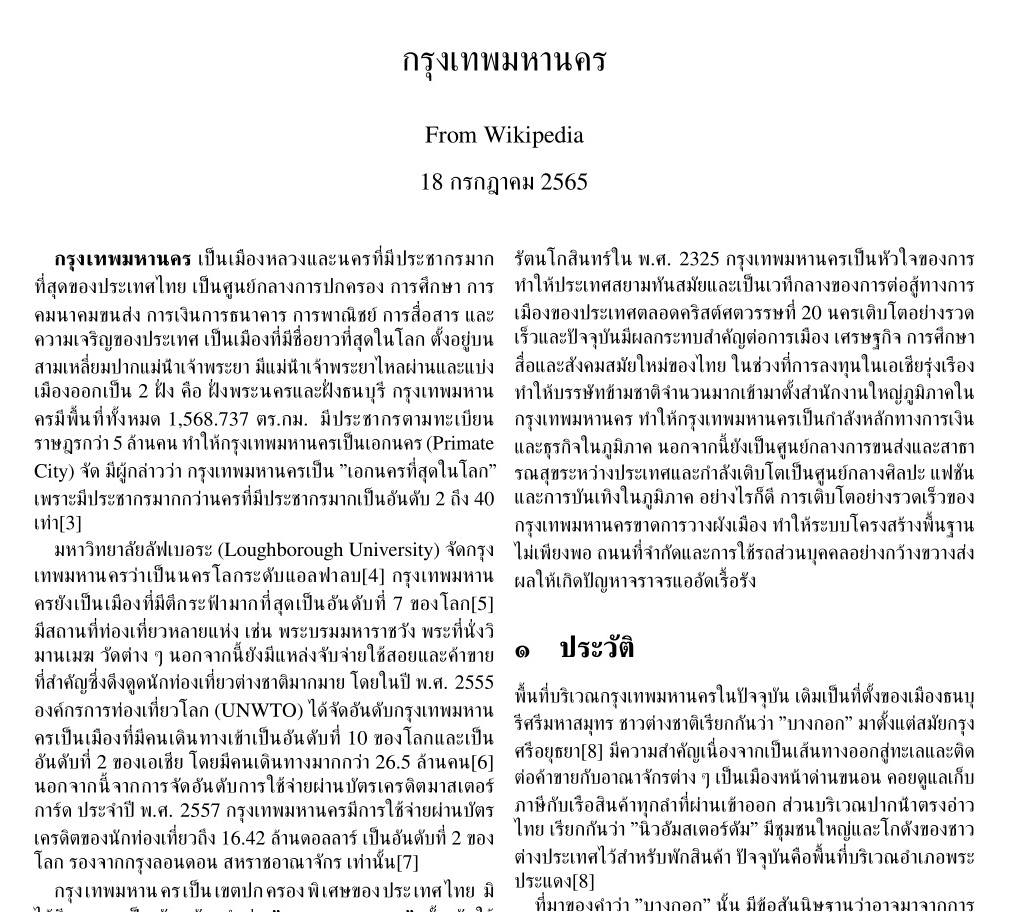 กรุงเทพมหานคร
From Wikipedia
18 กรกฎาคม 2565
กรุงเทพมหานคร เป็นเมืองหลวงและนครที่มีประชากรมาก
ที่สุดของประเทศไทย เป็นศูนย์กลางการปกครอง การศึกษา การ
คมนาคมขนส่ง การเงินการธนาคาร การพาณิชย์ การสื่อสาร และ
ความเจริญของประเทศ เป็นเมืองที่มีชื่อยาวที่สุดในโลก ตั้งอยู่บน
สามเหลี่ยมปากแม่น้ำเจ้าพระยา มีแม่น้ำเจ้าพระยาไหลผ่านและแบ่ง
เมืองออกเป็น 2 ฝั่ง คือ ฝั่งพระนครและฝั่งธนบุรี กรุงเทพมหาน
ครมีพื้นที่ทั้งหมด 1,568.737 ตร.กม. มีประชากรตามทะเบียน
ราษฎรกว่า 5 ล้านคน ทำให้กรุงเทพมหานครเป็นเอกนคร (Primate
City) จัด มีผู้กล่าวว่า กรุงเทพมหานครเป็น ”เอกนครที่สุดในโลก”
เพราะมีประชากรมากกว่านครที่มีประชากรมากเป็นอันดับ 2 ถึง 40
เท่า[3]
มหาวิทยาลัยลัฟเบอระ (Loughborough University) จัดกรุง
เทพมหานครว่าเป็นนครโลกระดับแอลฟาลบ[4] กรุงเทพมหาน
ครยังเป็นเมืองที่มีตึกระฟ้ามากที่สุดเป็นอันดับที่ 7 ของโลก[5]
มีสถานที่ท่องเที่ยวหลายแห่ง เช่น พระบรมมหาราชวัง พระที่นั่งวิ
มานเมฆ วัดต่าง ๆ นอกจากนี้ยังมีแหล่งจับจ่ายใช้สอยและค้าขาย
ที่สำคัญซึ่งดึงดูดนักท่องเที่ยวต่างชาติมากมาย โดยในปี พ.ศ. 2555
องค์กรการท่องเที่ยวโลก (UNWTO) ได้จัดอันดับกรุงเทพมหาน
ครเป็นเมืองที่มีคนเดินทางเข้าเป็นอันดับที่ 10 ของโลกและเป็น
อันดับที่ 2 ของเอเชีย โดยมีคนเดินทางมากกว่า 26.5 ล้านคน[6]
นอกจากนี้ จากการจัดอันดับการใช้จ่ายผ่านบัตรเครดิตมาสเตอร์
การ์ด ประจำปี พ.ศ. 2557 กรุงเทพมหานครมีการใช้จ่ายผ่านบัตร
เครดิตของนักท่องเที่ยวถึง 16.42 ล้านดอลลาร์ เป็นอันดับที่ 2 ของ
โลก รองจากกรุงลอนดอน สหราชอาณาจักร เท่านั้น[7]
กรุงเทพมหานครเป็นเขตปกครองพิเศษของประเทศไทย มิ
รัตนโกสินทร์ใน พ.ศ. 2325 กรุงเทพมหานครเป็นหัวใจของการ
ทำให้ประเทศสยามทันสมัยและเป็นเวทีกลางของการต่อสู้ทางการ
เมืองของประเทศตลอดคริสต์ศตวรรษที่ 20 นครเติบโตอย่างรวด
เร็วและปัจจุบันมีผลกระทบสำคัญต่อการเมือง เศรษฐกิจ การศึกษา
สื่อและสังคมสมัยใหม่ของไทย ในช่วงที่การลงทุนในเอเชียรุ่งเรือง
ทำให้บรรษัทข้ามชาติจำนวนมากเข้ามาตั้งสำนักงานใหญ่ภูมิภาคใน
กรุงเทพมหานคร ทำให้กรุงเทพมหานครเป็นกำลังหลักทางการเงิน
และธุรกิจในภูมิภาค นอกจากนี้ยังเป็นศูนย์กลางการขนส่งและสาธา
รณสุขระหว่างประเทศและกำลังเติบโตเป็นศูนย์กลางศิลปะ แฟชัน
และการบันเทิงในภูมิภาค อย่างไรก็ดี การเติบโตอย่างรวดเร็วของ
กรุงเทพมหานครขาดการวางผังเมือง ทำให้ระบบโครงสร้างพื้นฐาน
ไม่เพียงพอ ถนนที่จำกัดและการใช้รถส่วนบุคคลอย่างกว้างขวางส่ง
ผลให้เกิดปัญหาจราจรแออัดเรื้อรัง
๑ ประวัติ
พื้นที่บริเวณกรุงเทพมหานครในปัจจุบัน เดิมเป็นที่ตั้งของเมืองธนบุ
รีศรีมหาสมุทร ชาวต่างชาติเรียกกันว่า ”บางกอก” มาตั้งแต่สมัยกรุง
ศรีอยุธยา[8] มีความสำคัญเนื่องจากเป็นเส้นทางออกสู่ทะเลและติด
ต่อค้าขายกับอาณาจักรต่าง ๆ เป็นเมืองหน้าด่านขนอน คอยดูแลเก็บ
ภาษีกับเรือสินค้าทุกลำที่ผ่านเข้าออก ส่วนบริเวณปากน้ำตรงอ่าว
ไทย เรียกกันว่า ”นิวอัมสเตอร์ดัม” มีชุมชนใหญ่และโกดังของชาว
ต่างประเทศไว้สำหรับพักสินค้า ปัจจุบันคือพื้นที่บริเวณอำเภอพระ
ประแดง[8]
ที่มาของคำว่า ”บางกอก” นั้น มีข้อสันนิษฐานว่าอาจมาจากการ